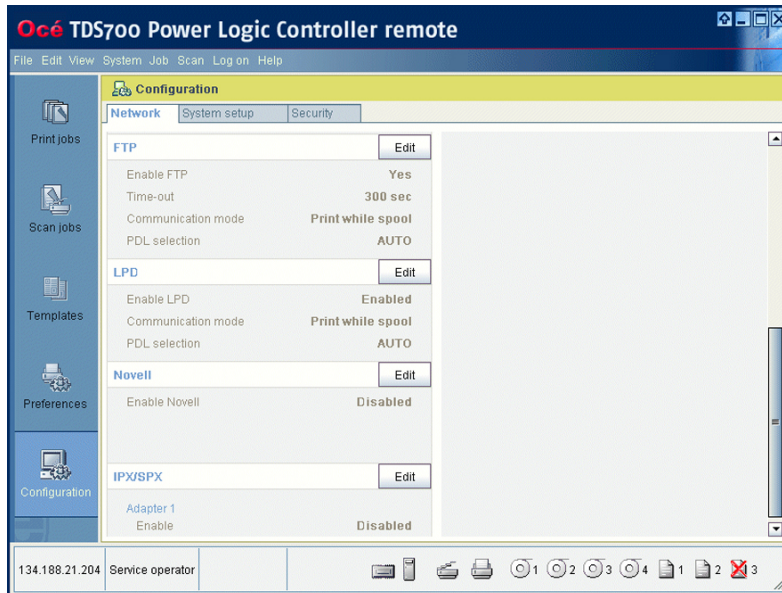 Océ TDS700 Power Logic Controller remote
File Edit View System Job Scan Log on Help
Configuration
Network System setup Security
Print jobs
Scan jobs
Templates
Preferences
Configuration
FTP Edit
Enable FTP Yes
Time-out 300 sec
Communication mode Print while spool
PDL selection AUTO
LPD Edit
Enable LPD Enabled
Communication mode Print while spool
PDL selection AUTO
Novell Edit
Enable Novell Disabled
IPX/SPX Edit
Adapter 1
Enable Disabled
134.188.21.204 Service operator 1 2 3 4 1 2 3